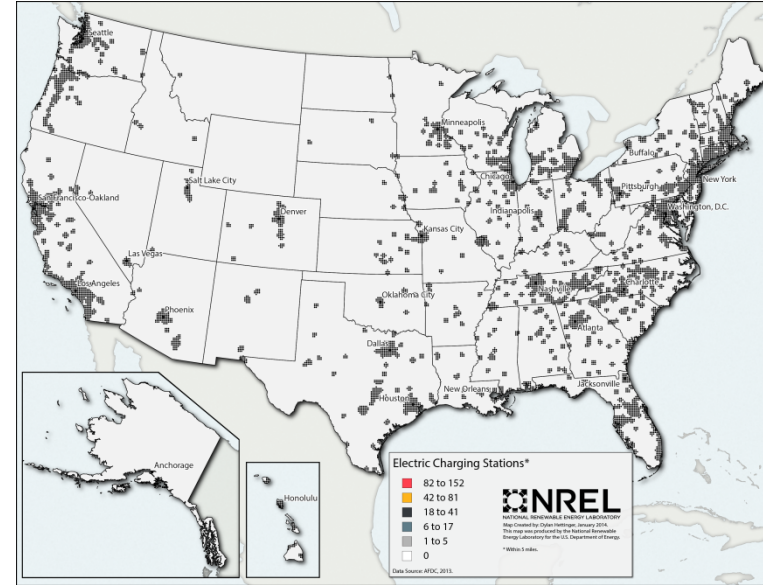 Seattle
Minneapolis
Buffalo
Chicago
Pittsburgh
New York
Salt Lake City
San Francisco-Oakland
Denver
Indianapolis
Washington, D.C.
Kansas City
Las Vegas
Los Angeles
Nashville
Charlotte
Oklahoma City
Phoenix
Atlanta
Dallas
New Orleans
Jacksonville
Houston
Anchorage
Honolulu
Electric Charging Stations*
82 to 152
42 to 81
18 to 41
6 to 17
1 to 5
0
NREL
NATIONAL RENEWABLE ENERGY LABORATORY
Map Created by: Dylan Hettinger, January 2014.
This map was produced by the National Renewable
Energy Laboratory for the U.S. Department of Energy.
* Within 5 miles.
Data Source: AFDC, 2013.